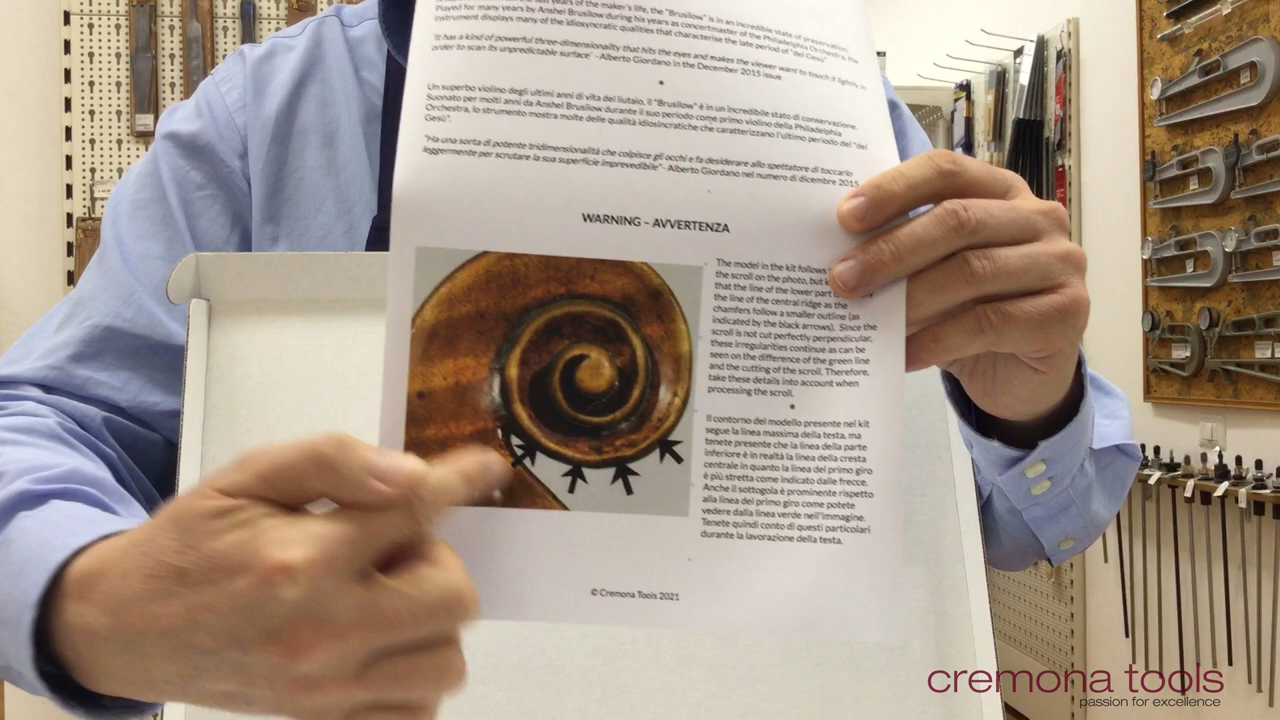 last years of the maker's life, the "Brusilow" is in an incredible state of preservation.
Played for many years by Anshel Brusilow during his years as concertmaster of the Philadelphia Orchestra, the
instrument displays many of the idiosyncratic qualities that characterise the late period of "del Gesù"
"It has a kind of powerful three-dimensionality that hits the eyes and makes the viewer want to touch it lightly in
order to scan its unpredictable surface" - Alberto Giordano in the December 2015 issue
Un superbo violino degli ultimi anni di vita del liutaio, il "Brusilow" è in un incredibile stato di conservazione.
Suonato per molti anni da Anshel Brusilow durante il suo periodo come primo violino della Philadelphia
Orchestra, lo strumento mostra molte delle qualità idiosincratiche che caratterizzano l'ultimo periodo del "del
Gesù".
"Ha una sorta di potente tridimensionalità che colpisce gli occhi e fa desiderare allo spettatore di toccarlo
leggermente per scrutare la sua superficie imprevedibile" - Alberto Giordano nel numero di dicembre 2015
WARNING – AVVERTENZA
The model in the kit follows
the scroll on the photo, but
that the line of the lower part
the line of the central ridge as the
chamfers follow a smaller outline (as
indicated by the black arrows). Since the
scroll is not cut perfectly perpendicular,
these irregularities continue as can be
seen on the difference of the green line
and the cutting of the scroll. Therefore,
take these details into account when
processing the scroll.
Il contorno del modello presente nel kit
segue la linea massima della testa, ma
tenete presente che la linea della parte
inferiore è in realtà la linea della cresta
centrale in quanto la linea del primo giro
è più stretta come indicato dalle frecce.
Anche il sottogola è prominente rispetto
alla linea del primo giro come potete
vedere dalla linea verde nell'immagine.
Tenete quindi conto di questi particolari
durante la lavorazione della testa.
© Cremona Tools 2021
cremona tools
passion for excellence